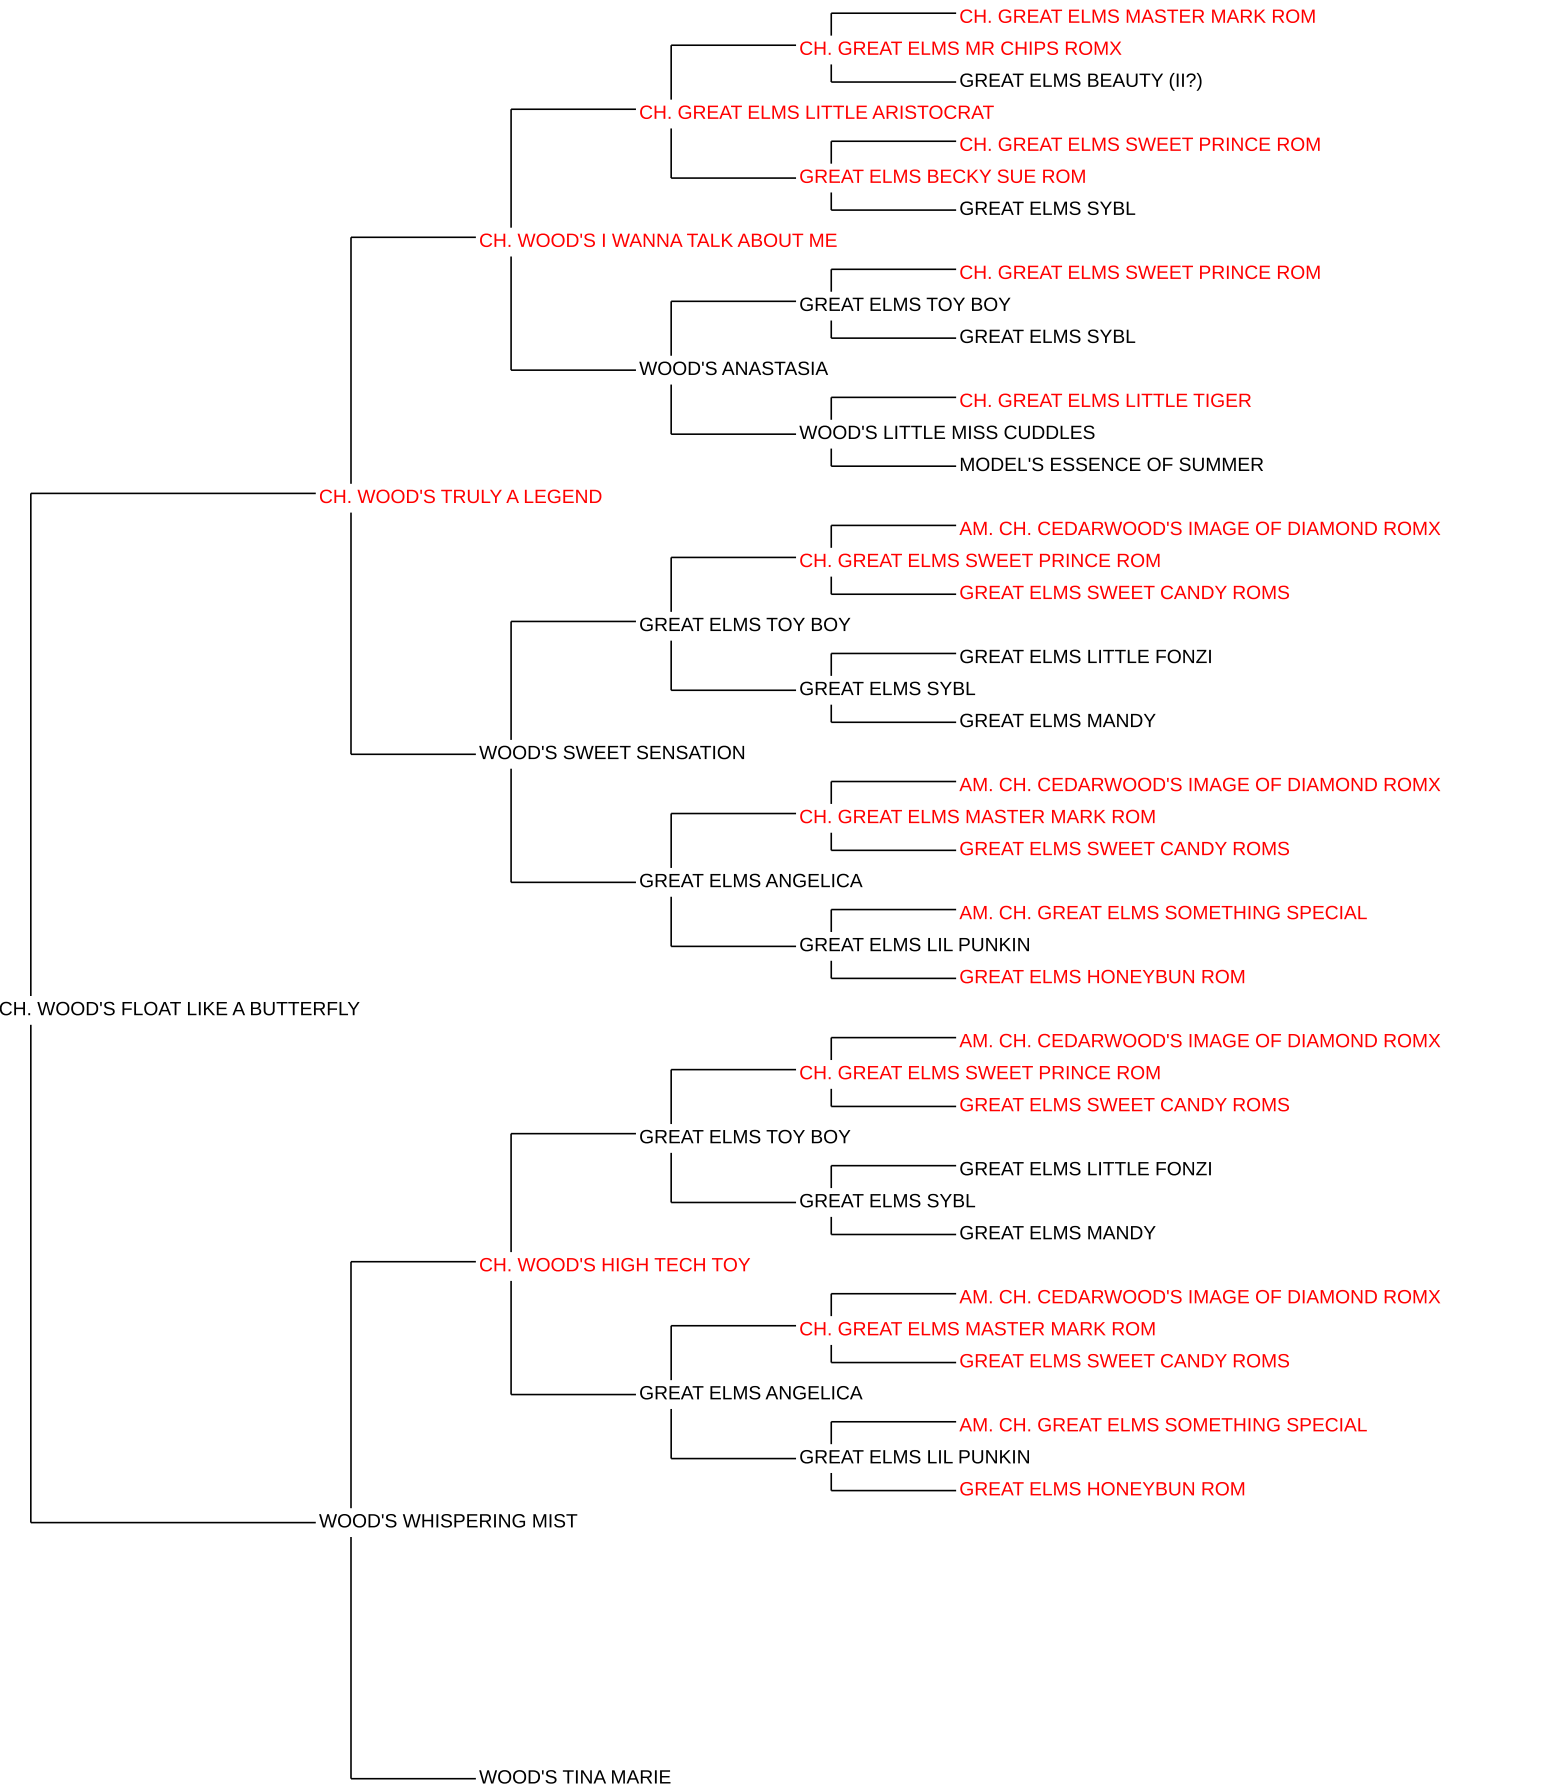 CH. GREAT ELMS MASTER MARK ROM
CH. GREAT ELMS MR CHIPS ROMX
GREAT ELMS BEAUTY (II?)
CH. GREAT ELMS LITTLE ARISTOCRAT
CH. GREAT ELMS SWEET PRINCE ROM
GREAT ELMS BECKY SUE ROM
GREAT ELMS SYBL
CH. WOOD'S I WANNA TALK ABOUT ME
CH. GREAT ELMS SWEET PRINCE ROM
GREAT ELMS TOY BOY
GREAT ELMS SYBL
WOOD'S ANASTASIA
CH. GREAT ELMS LITTLE TIGER
WOOD'S LITTLE MISS CUDDLES
MODEL'S ESSENCE OF SUMMER
CH. WOOD'S TRULY A LEGEND
AM. CH. CEDARWOOD'S IMAGE OF DIAMOND ROMX
CH. GREAT ELMS SWEET PRINCE ROM
GREAT ELMS SWEET CANDY ROMS
GREAT ELMS TOY BOY
GREAT ELMS LITTLE FONZI
GREAT ELMS SYBL
GREAT ELMS MANDY
WOOD'S SWEET SENSATION
AM. CH. CEDARWOOD'S IMAGE OF DIAMOND ROMX
CH. GREAT ELMS MASTER MARK ROM
GREAT ELMS SWEET CANDY ROMS
GREAT ELMS ANGELICA
AM. CH. GREAT ELMS SOMETHING SPECIAL
GREAT ELMS LIL PUNKIN
GREAT ELMS HONEYBUN ROM
CH. WOOD'S FLOAT LIKE A BUTTERFLY
AM. CH. CEDARWOOD'S IMAGE OF DIAMOND ROMX
CH. GREAT ELMS SWEET PRINCE ROM
GREAT ELMS SWEET CANDY ROMS
GREAT ELMS TOY BOY
GREAT ELMS LITTLE FONZI
GREAT ELMS SYBL
GREAT ELMS MANDY
CH. WOOD'S HIGH TECH TOY
AM. CH. CEDARWOOD'S IMAGE OF DIAMOND ROMX
CH. GREAT ELMS MASTER MARK ROM
GREAT ELMS SWEET CANDY ROMS
GREAT ELMS ANGELICA
AM. CH. GREAT ELMS SOMETHING SPECIAL
GREAT ELMS LIL PUNKIN
GREAT ELMS HONEYBUN ROM
WOOD'S WHISPERING MIST
WOOD'S TINA MARIE